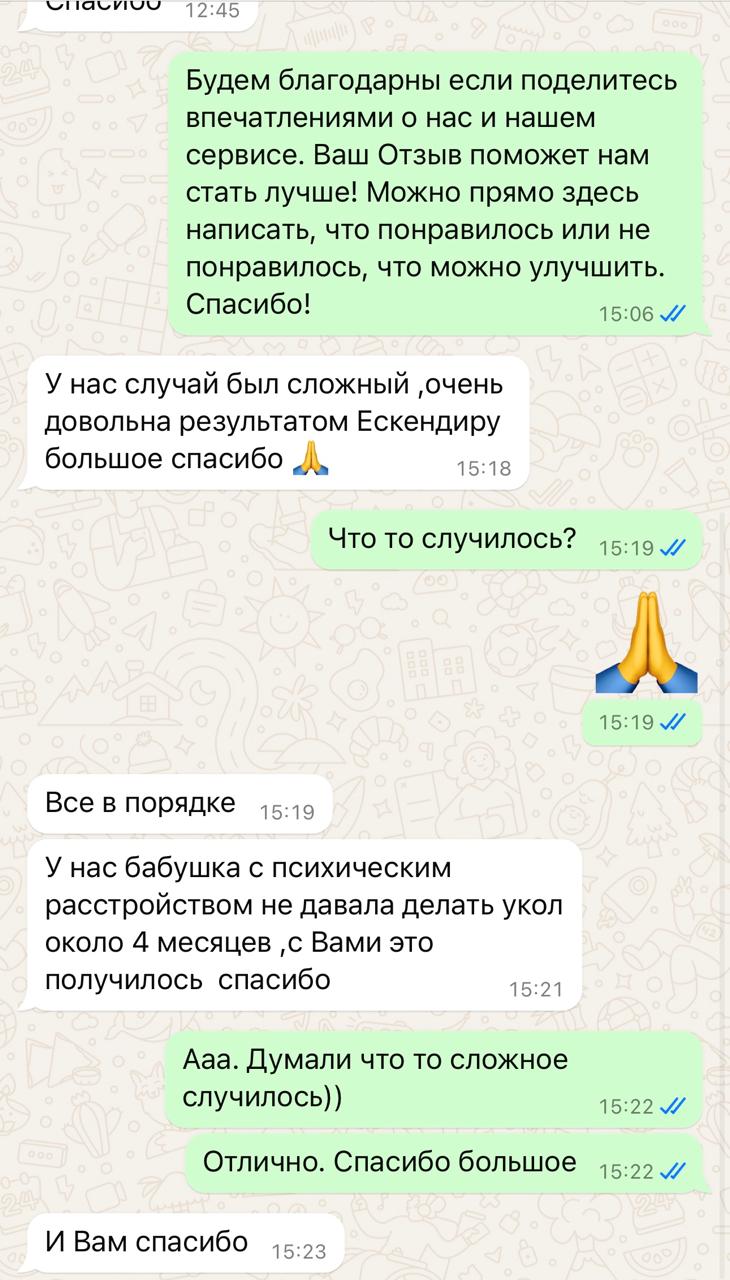 Спасибо 12:45
Будем благодарны если поделитесь
впечатлениями о нас и нашем
сервисе. Ваш Отзыв поможет нам
стать лучше! Можно прямо здесь
написать, что понравилось или не
понравилось, что можно улучшить.
Спасибо! 15:06
У нас случай был сложный ,очень
довольна результатом Ескендиру
большое спасибо 🙏 15:18
Что то случилось? 15:19
🙏
15:19
Все в порядке 15:19
У нас бабушка с психическим
расстройством не давала делать укол
около 4 месяцев ,с Вами это
получилось  спасибо 15:21
Ааа. Думали что то сложное
случилось)) 15:22
Отлично. Спасибо большое 15:22
И Вам спасибо 15:23